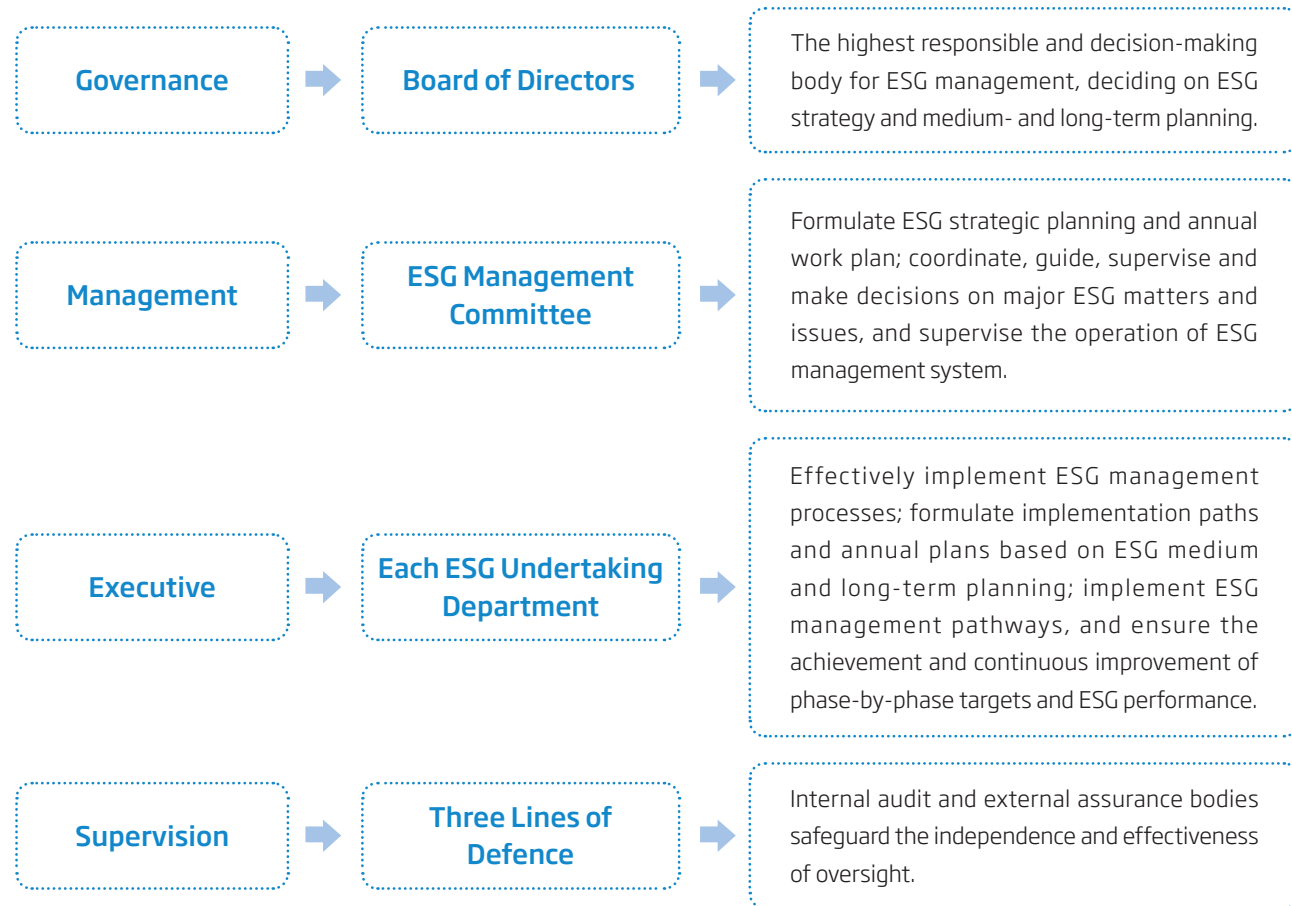 Governance
Board of Directors
The highest responsible and decision-making
body for ESG management, deciding on ESG
strategy and medium- and long-term planning.
Management
ESG Management
Committee
Formulate ESG strategic planning and annual
work plan; coordinate, guide, supervise and
make decisions on major ESG matters and
issues, and supervise the operation of ESG
management system.
Executive
Each ESG Undertaking
Department
Effectively implement ESG management
processes; formulate implementation paths
and annual plans based on ESG medium
and long-term planning; implement ESG
management pathways, and ensure the
achievement and continuous improvement of
phase-by-phase targets and ESG performance.
Supervision
Three Lines of
Defence
Internal audit and external assurance bodies
safeguard the independence and effectiveness
of oversight.